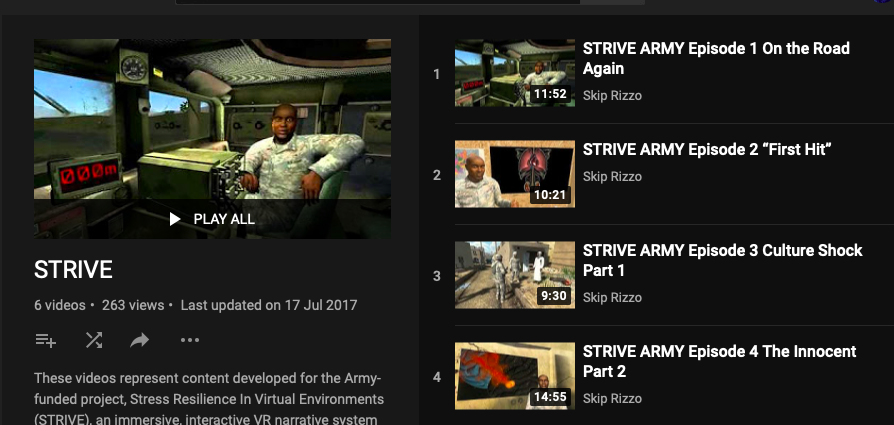 000m
PLAY ALL
STRIVE
6 videos • 263 views • Last updated on 17 Jul 2017
These videos represent content developed for the Army-
funded project, Stress Resilience In Virtual Environments
(STRIVE), an immersive, interactive VR narrative system
1
11:52
STRIVE ARMY Episode 1 On the Road
Again
Skip Rizzo
2
10:21
STRIVE ARMY Episode 2 “First Hit”
Skip Rizzo
3
9:30
STRIVE ARMY Episode 3 Culture Shock
Part 1
Skip Rizzo
4
14:55
STRIVE ARMY Episode 4 The Innocent
Part 2
Skip Rizzo